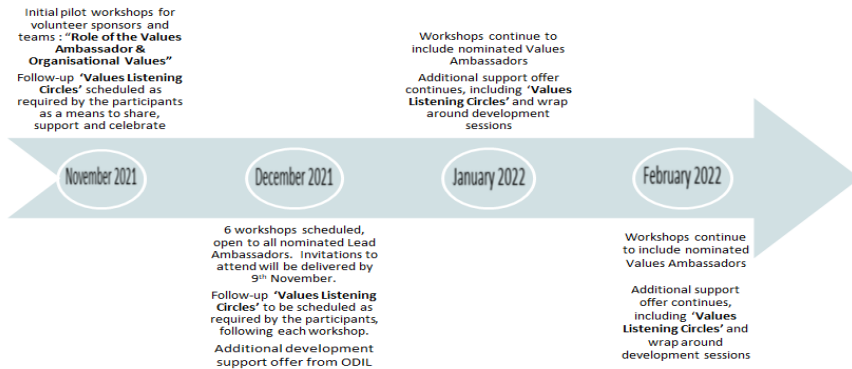 Initial pilot workshops for
volunteer sponsors and
teams : “Role of the Values
Ambassador &
Organisational Values”
Follow-up ‘Values Listening
Circles’ scheduled as
required by the participants
as a means to share,
support and celebrate
Workshops continue to
include nominated Values
Ambassadors
Additional support offer
continues, including ‘Values
Listening Circles’ and wrap
around development
sessions
November 2021
December 2021
January 2022
February 2022
6 workshops scheduled,
open to all nominated Lead
Ambassadors. Invitations to
attend will be delivered by
9th November.
Follow-up ‘Values Listening
Circles’ to be scheduled as
required by the participants,
following each workshop.
Additional development
support offer from ODIL
Workshops continue
to include nominated
Values Ambassadors
Additional support
offer continues,
including ‘Values
Listening Circles’ and
wrap around
development sessions